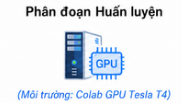 Phân đoạn Huấn luyện
GPU
(Môi trường: Colab GPU Tesla T4)